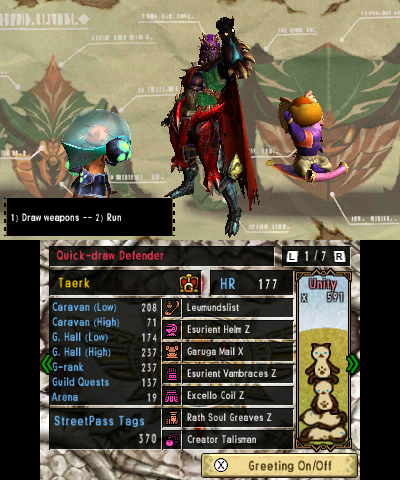 1) Draw weapons -- 2) Run
Quick-draw Defender
L 1/7 R
Taerk G. HR 177
Unity
x 591
Caravan (Low) 208
Caravan (High) 71
G. Hall (Low) 174
G. Hall (High) 237
G-rank 237
Guild Quests 137
Arena 19
StreetPass Tags
370
Leumundslist
Esurient Helm Z
Garuga Mail X
Esurient Vambraces Z
Excello Coil Z
Rath Soul Greaves Z
Creator Talisman
X Greeting On/Off